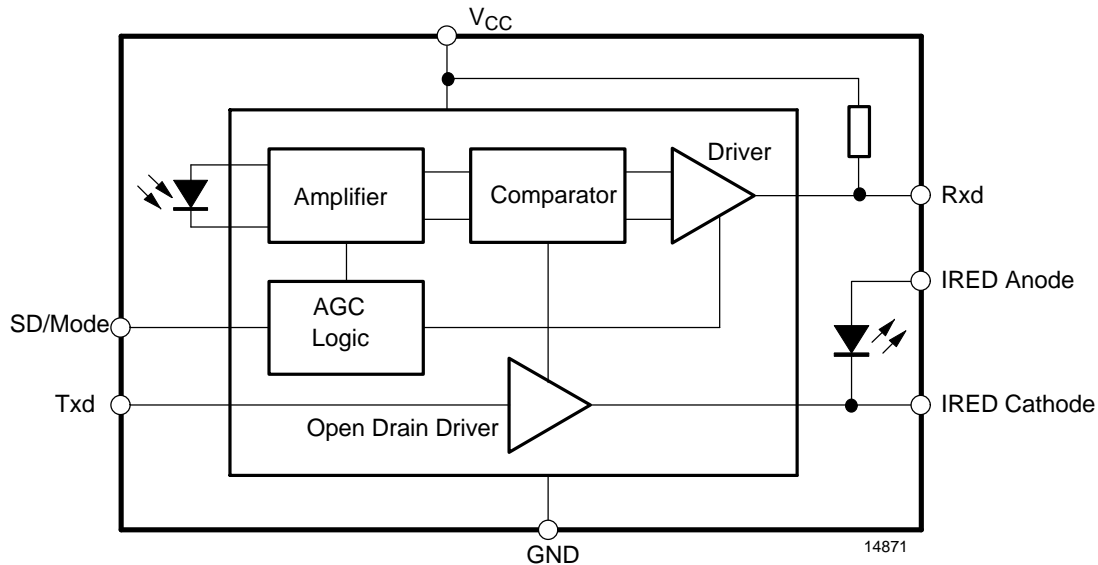 VCC
Driver
Amplifier
Comparator
Rxd
IRED Anode
AGC
Logic
SD/Mode
Txd
Open Drain Driver
IRED Cathode
GND
14871